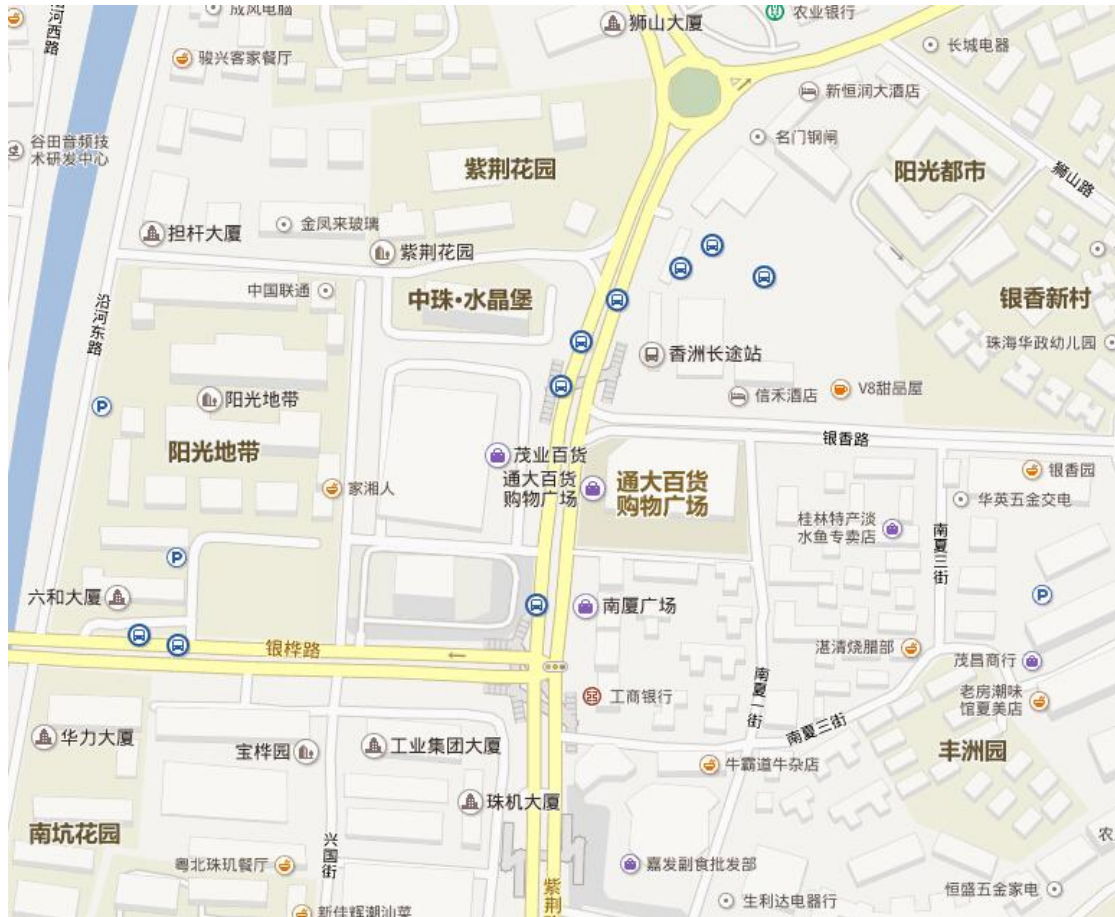 沿河西路
成凤电脑
狮山大厦
农业银行
长城电器
骏兴客家餐厅
新恒润大酒店
谷田音频技
术研发中心
名门钢闸
紫荆花园
阳光都市
狮山路
担杆大厦
金凤来玻璃
紫荆花园
中国联通
中珠·水晶堡
银香新村
沿河东路
香洲长途站
珠海华政幼儿园
阳光地带
信禾酒店
V8甜品屋
阳光地带
茂业百货
银香路
通大百货
购物广场
通大百货
购物广场
银香园
家湘人
华英五金交电
桂林特产淡
水鱼专卖店
南夏三街
六和大厦
南厦广场
银桦路
湛清烧腊部
茂昌商行
工商银行
南夏一街
老房潮味
馆夏美店
华力大厦
宝桦园
工业集团大厦
南夏三街
牛霸道牛杂店
丰洲园
珠机大厦
南坑花园
兴国街
粤北珠玑餐厅
嘉发副食批发部
紫荆
恒盛五金家电
生利达电器行
新佳辉潮汕菜
农